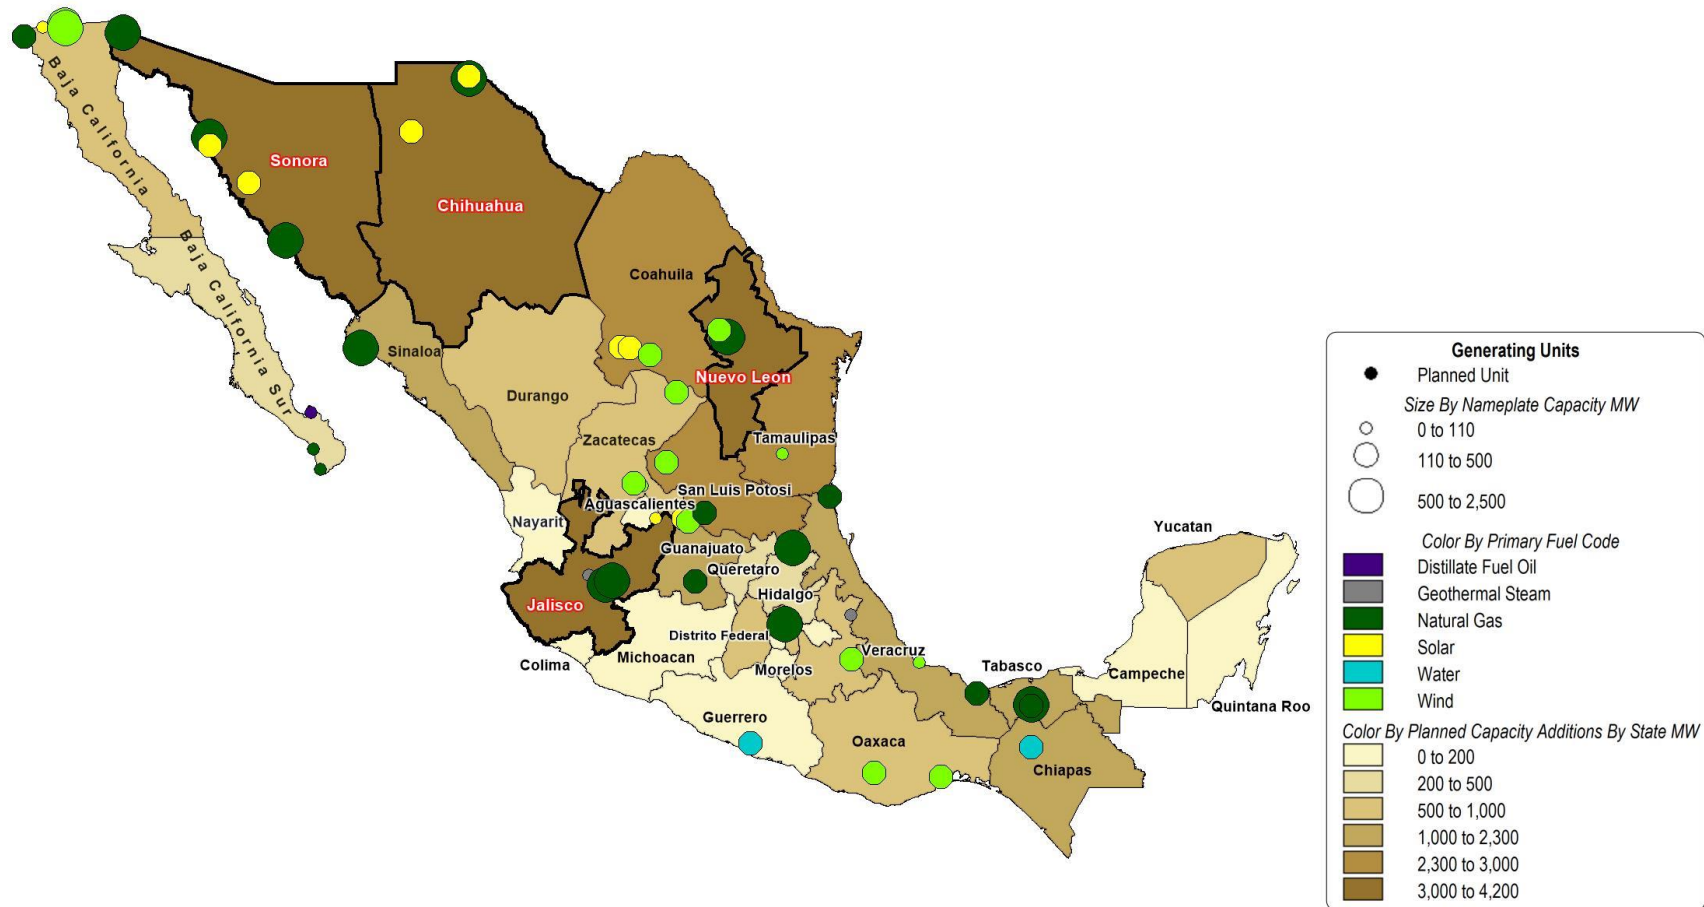 Baja California
Sonora
Chihuahua
Coahuila
Baja California Sur
Sinaloa
Nuevo Leon
Durango
Tamaulipas
Zacatecas
San Luis Potosi
Aguascalientes
Nayarit
Yucatan
Guanajuato
Queretaro
Hidalgo
Jalisco
Distrito Federal
Veracruz
Michoacan
Colima
Morelos
Tabasco
Campeche
Quintana Roo
Guerrero
Oaxaca
Chiapas
Generating Units
Planned Unit
Size By Nameplate Capacity MW
0 to 110
110 to 500
500 to 2,500
Color By Primary Fuel Code
Distillate Fuel Oil
Geothermal Steam
Natural Gas
Solar
Water
Wind
Color By Planned Capacity Additions By State MW
0 to 200
200 to 500
500 to 1,000
1,000 to 2,300
2,300 to 3,000
3,000 to 4,200